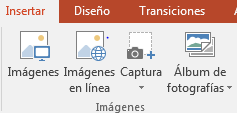 Insertar Diseño Transiciones
Imágenes Imágenes Captura Álbum de
en línea fotografías
Imágenes